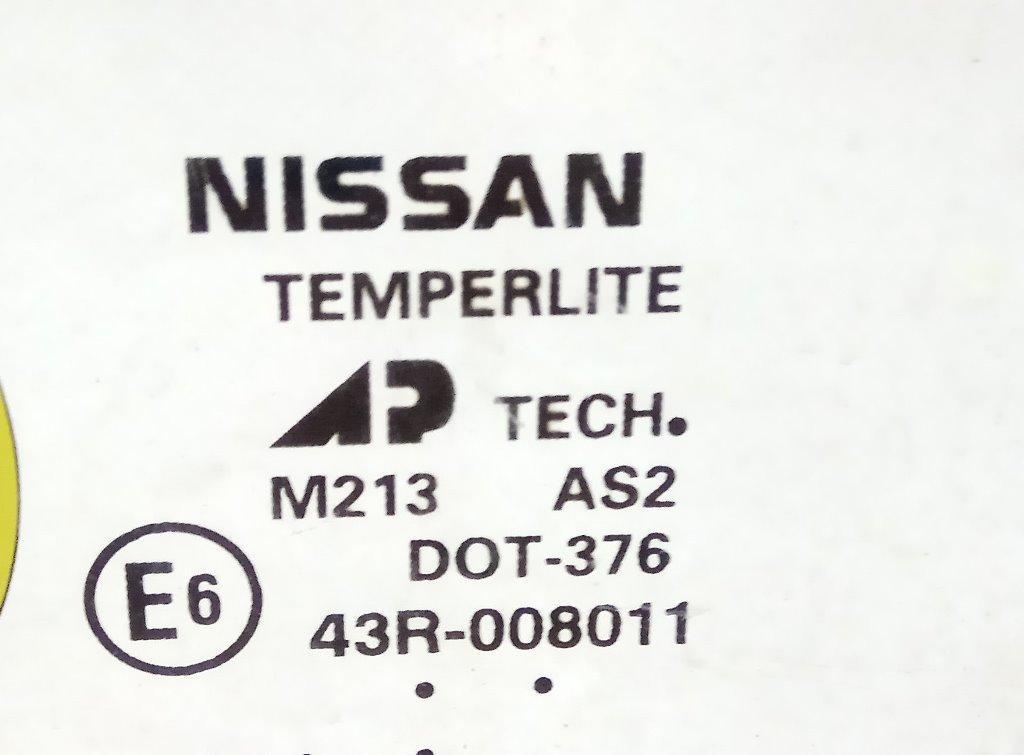 NISSAN
TEMPERLITE
AP TECH.
M213 AS2
DOT-376
E6
43R-008011